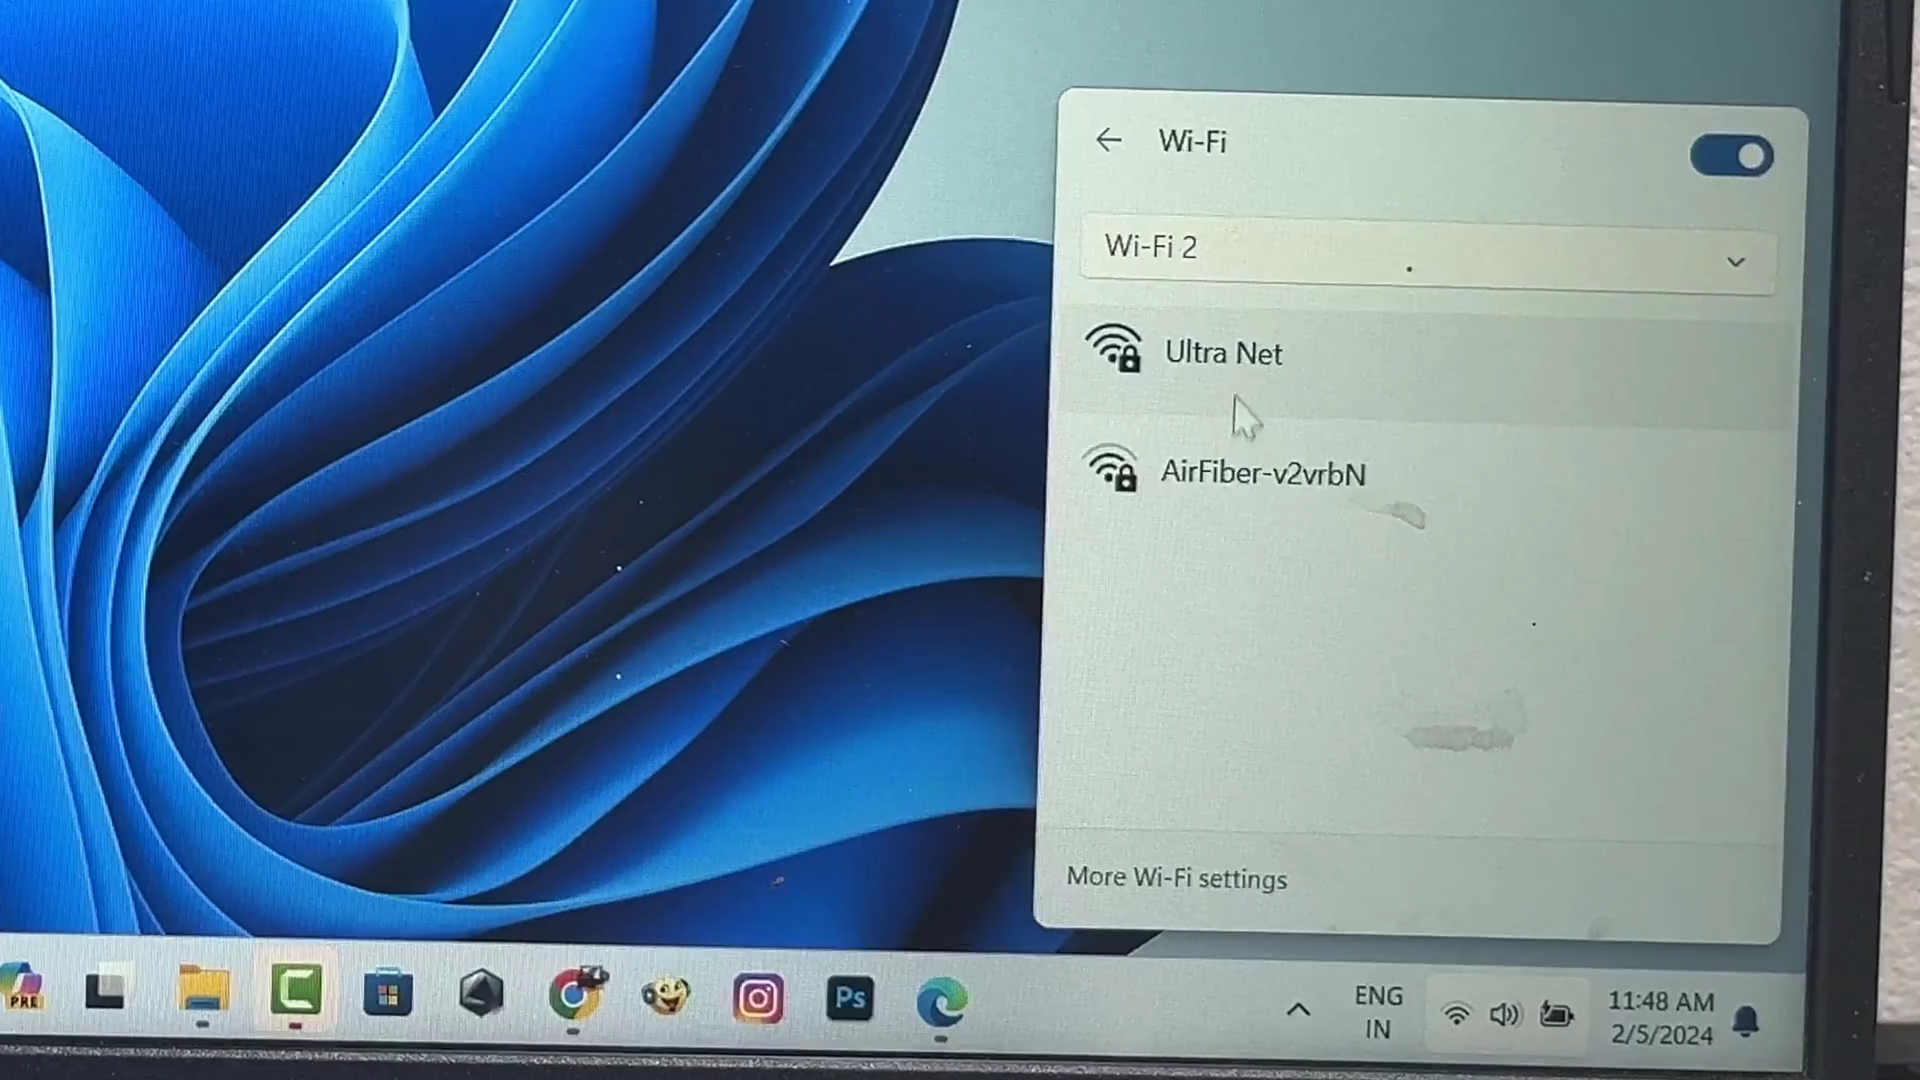 Wi-Fi
Wi-Fi 2
Ultra Net
AirFiber-v2vrbN
More Wi-Fi settings
PRE
Ps
ENG
IN
11:48 AM
2/5/2024